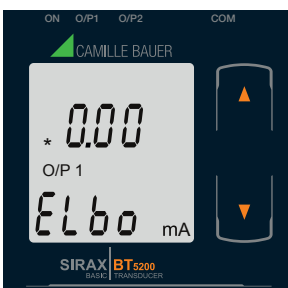 ON O/P1 O/P2 COM
CAMILLE BAUER
* 0.00
O/P 1
ELbo mA
SIRAX BT5200
BASIC TRANSDUCER